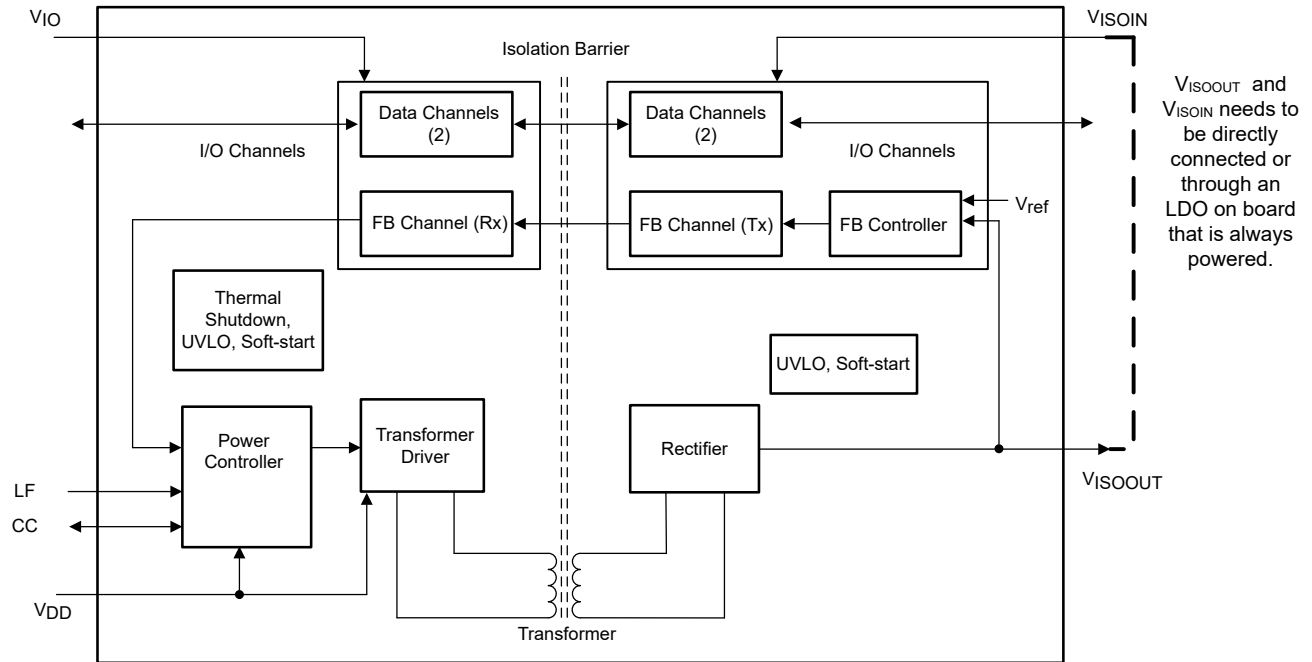 VIO
VISOIN
Isolation Barrier
Data Channels
(2)
Data Channels
(2)
I/O Channels
I/O Channels
FB Channel (Rx)
FB Channel (Tx)
FB Controller
Vref
VISOOUT and
VISOIN needs to
be directly
connected or
through an
LDO on board
that is always
powered.
Thermal
Shutdown,
UVLO, Soft-start
UVLO, Soft-start
Power
Controller
Transformer
Driver
Rectifier
VISOOUT
LF
CC
VDD
Transformer